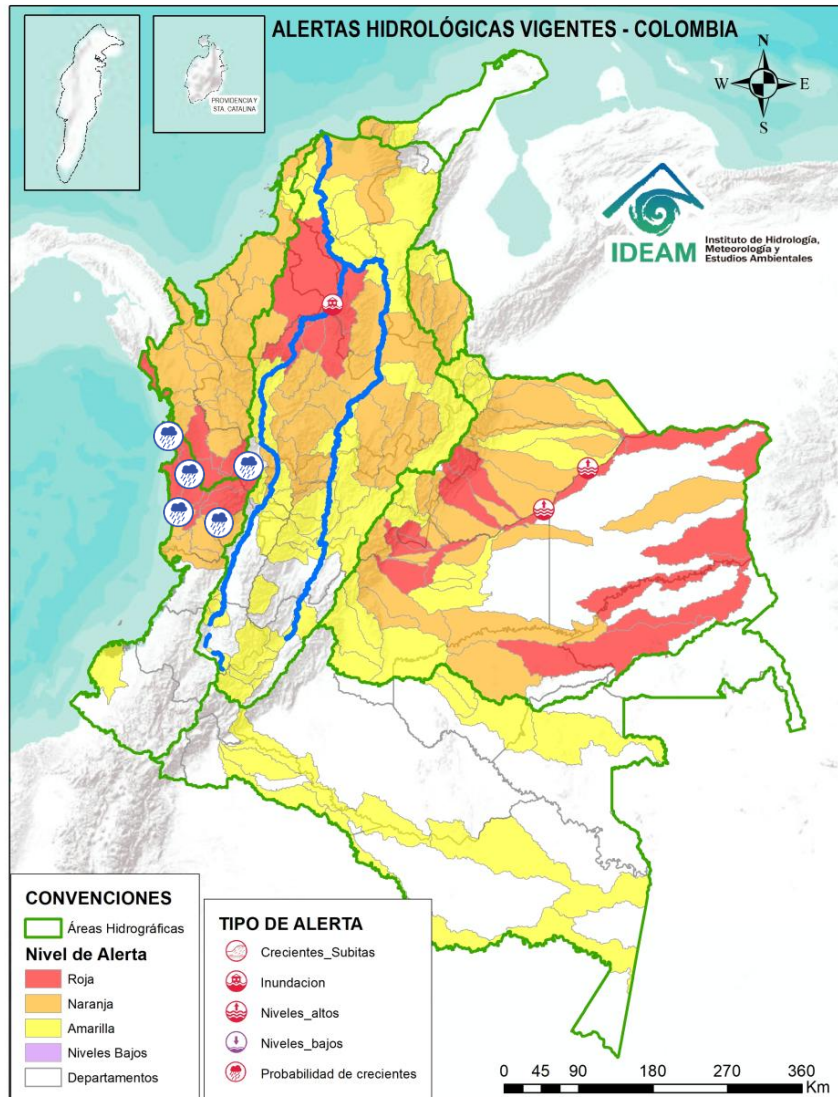 ALERTAS HIDROLÓGICAS VIGENTES - COLOMBIA
PROVIDENCIA Y
STA. CATALINA
N
W
E
S
IDEAM
Instituto de Hidrología,
Meteorología y
Estudios Ambientales
CONVENCIONES
Áreas Hidrográficas
Nivel de Alerta
Roja
Naranja
Amarilla
Niveles Bajos
Departamentos
TIPO DE ALERTA
Crecientes_Subitas
Inundacion
Niveles_altos
Niveles_bajos
Probabilidad de crecientes
0 45 90 180 270 360
Km